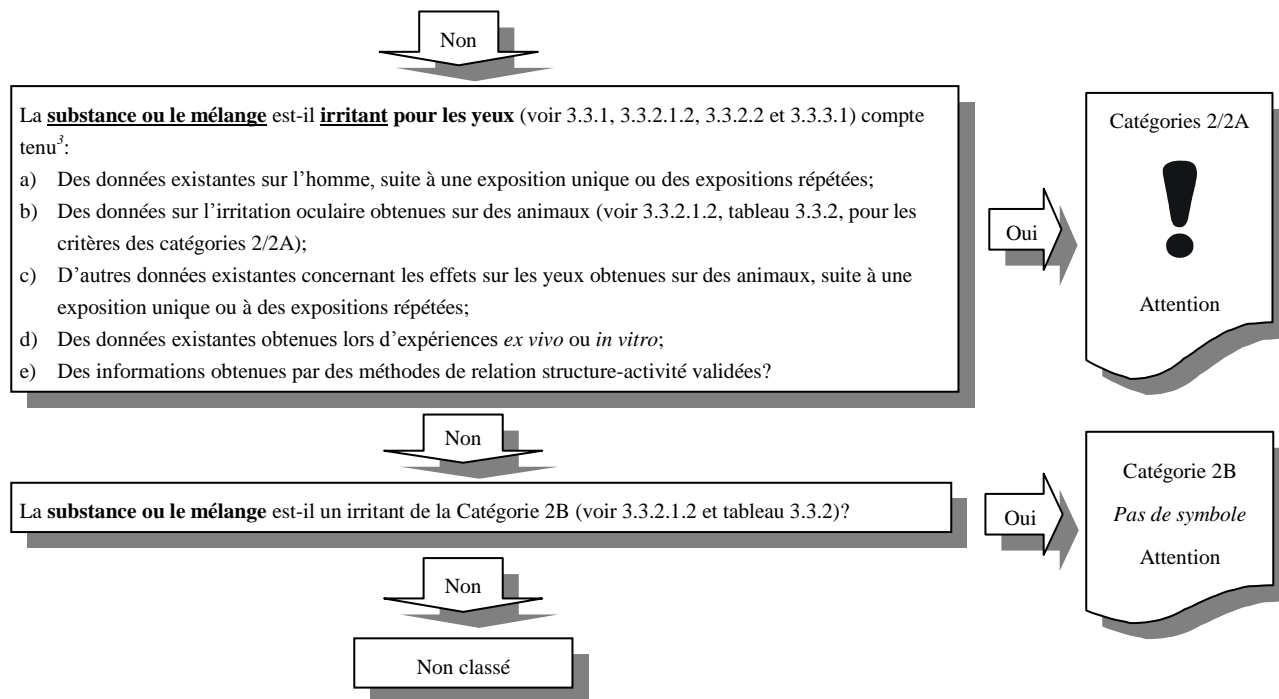 Non
La substance ou le mélange est-il irritant pour les yeux (voir 3.3.1, 3.3.2.1.2, 3.3.2.2 et 3.3.3.1) compte
tenu³:
a) Des données existantes sur l'homme, suite à une exposition unique ou des expositions répétées;
b) Des données sur l'irritation oculaire obtenues sur des animaux (voir 3.3.2.1.2, tableau 3.3.2, pour les
critères des catégories 2/2A);
c) D'autres données existantes concernant les effets sur les yeux obtenues sur des animaux, suite à une
exposition unique ou à des expositions répétées;
d) Des données existantes obtenues lors d'expériences ex vivo ou in vitro;
e) Des informations obtenues par des méthodes de relation structure-activité validées?
Oui
Catégories 2/2A
!
Attention
Non
La substance ou le mélange est-il un irritant de la Catégorie 2B (voir 3.3.2.1.2 et tableau 3.3.2)?
Oui
Catégorie 2B
Pas de symbole
Attention
Non
Non classé